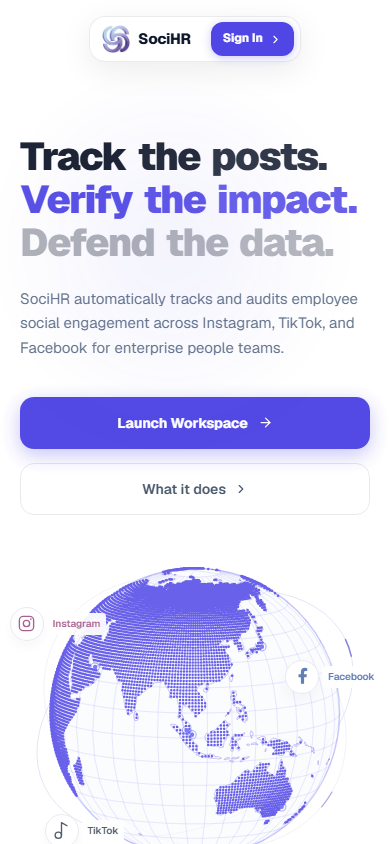 SociHR
Sign In
Track the posts.
Verify the impact.
Defend the data.
SociHR automatically tracks and audits employee
social engagement across Instagram, TikTok, and
Facebook for enterprise people teams.
Launch Workspace
What it does
Instagram
Facebook
TikTok